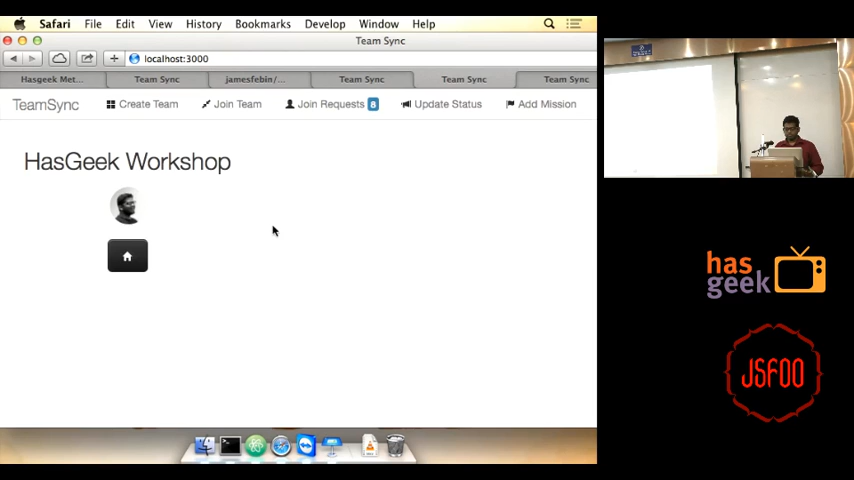 Safari File Edit View History Bookmarks Develop Window Help
Team Sync
localhost:3000
Hasgeek Met... Team Sync jamesfebin/... Team Sync Team Sync Team Sync
TeamSync Create Team Join Team Join Requests 8 Update Status Add Mission
HasGeek Workshop
has
geek
JSFOO